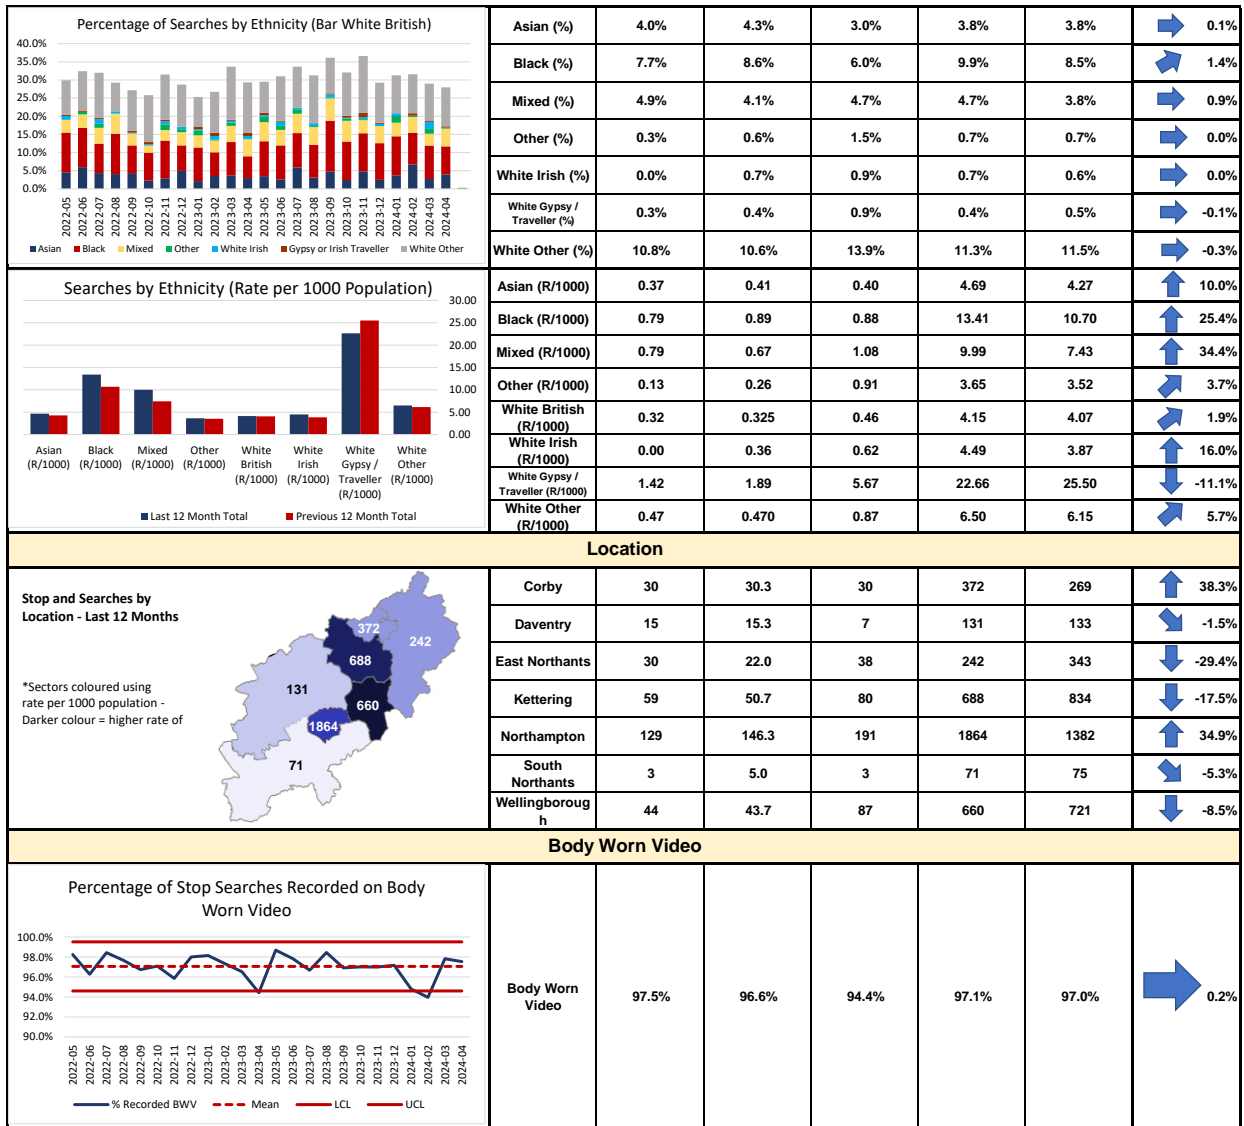 Percentage of Searches by Ethnicity (Bar White British)
40.0%
35.0%
30.0%
25.0%
20.0%
15.0%
10.0%
5.0%
0.0%
2022-05 2022-06 2022-07 2022-08 2022-09 2022-10 2022-11 2022-12 2023-01 2023-02 2023-03 2023-04 2023-05 2023-06 2023-07 2023-08 2023-09 2023-10 2023-11 2023-12 2024-01 2024-02 2024-03 2024-04
Asian Black Mixed Other White Irish Gypsy or Irish Traveller White Other
Asian (%) 4.0% 4.3% 3.0% 3.8% 3.8% 0.1%
Black (%) 7.7% 8.6% 6.0% 9.9% 8.5% 1.4%
Mixed (%) 4.9% 4.1% 4.7% 4.7% 3.8% 0.9%
Other (%) 0.3% 0.6% 1.5% 0.7% 0.7% 0.0%
White Irish (%) 0.0% 0.7% 0.9% 0.7% 0.6% 0.0%
White Gypsy /
Traveller (%) 0.3% 0.4% 0.9% 0.4% 0.5% -0.1%
White Other (%) 10.8% 10.6% 13.9% 11.3% 11.5% -0.3%
Searches by Ethnicity (Rate per 1000 Population)
30.00
25.00
20.00
15.00
10.00
5.00
0.00
Asian Black Mixed Other White White White White
(R/1000) (R/1000) (R/1000) (R/1000) British Irish Gypsy / Other
(R/1000) (R/1000) Traveller (R/1000)
(R/1000)
Last 12 Month Total Previous 12 Month Total
Asian (R/1000) 0.37 0.41 0.40 4.69 4.27 10.0%
Black (R/1000) 0.79 0.89 0.88 13.41 10.70 25.4%
Mixed (R/1000) 0.79 0.67 1.08 9.99 7.43 34.4%
Other (R/1000) 0.13 0.26 0.91 3.65 3.52 3.7%
White British
(R/1000) 0.32 0.325 0.46 4.15 4.07 1.9%
White Irish
(R/1000) 0.00 0.36 0.62 4.49 3.87 16.0%
White Gypsy /
Traveller (R/1000) 1.42 1.89 5.67 22.66 25.50 -11.1%
White Other
(R/1000) 0.47 0.470 0.87 6.50 6.15 5.7%
Location
Stop and Searches by
Location - Last 12 Months
*Sectors coloured using
rate per 1000 population -
Darker colour = higher rate of
372
242
688
131
660
1864
71
Corby 30 30.3 30 372 269 38.3%
Daventry 15 15.3 7 131 133 -1.5%
East Northants 30 22.0 38 242 343 -29.4%
Kettering 59 50.7 80 688 834 -17.5%
Northampton 129 146.3 191 1864 1382 34.9%
South
Northants 3 5.0 3 71 75 -5.3%
Wellingboroug
h 44 43.7 87 660 721 -8.5%
Body Worn Video
Percentage of Stop Searches Recorded on Body
Worn Video
100.0%
98.0%
96.0%
94.0%
92.0%
90.0%
2022-05 2022-06 2022-07 2022-08 2022-09 2022-10 2022-11 2022-12 2023-01 2023-02 2023-03 2023-04 2023-05 2023-06 2023-07 2023-08 2023-09 2023-10 2023-11 2023-12 2024-01 2024-02 2024-03 2024-04
% Recorded BWV Mean LCL UCL
Body Worn
Video 97.5% 96.6% 94.4% 97.1% 97.0% 0.2%